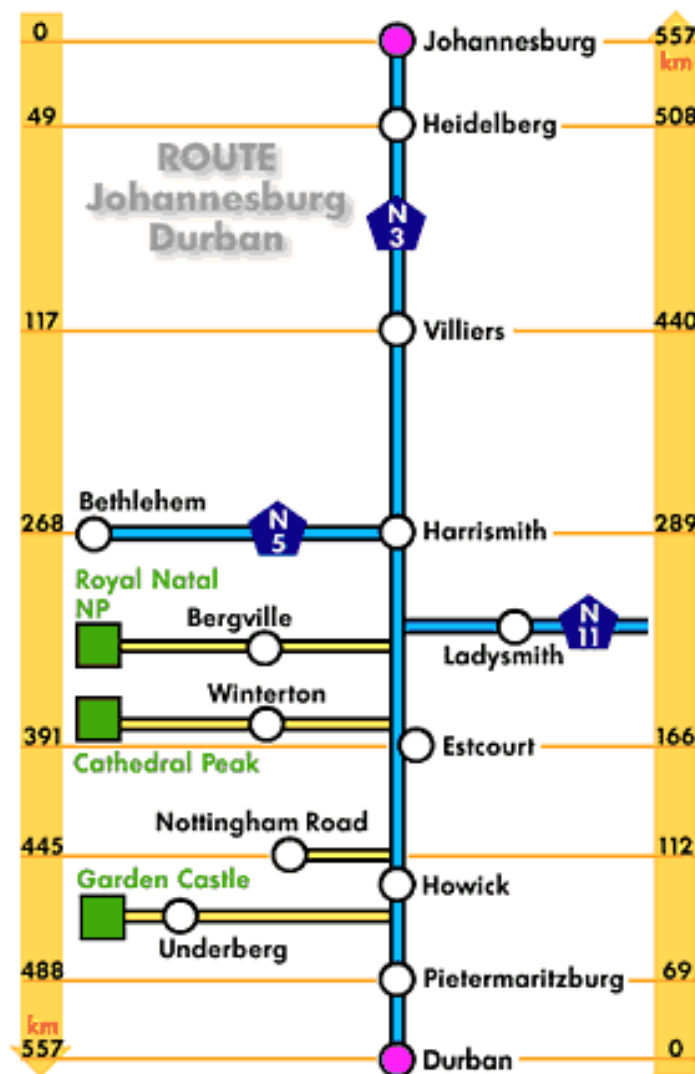 0
Johannesburg
557
km
49
Heidelberg
508
ROUTE
Johannesburg
Durban
N
3
117
Villiers
440
Bethlehem
268
N
5
Harrismith
289
Royal Natal
NP
Bergville
N
11
Ladysmith
Winterton
391
Cathedral Peak
Estcourt
166
Nottingham Road
445
112
Garden Castle
Howick
Underberg
488
Pietermaritzburg
69
km
557
Durban
0